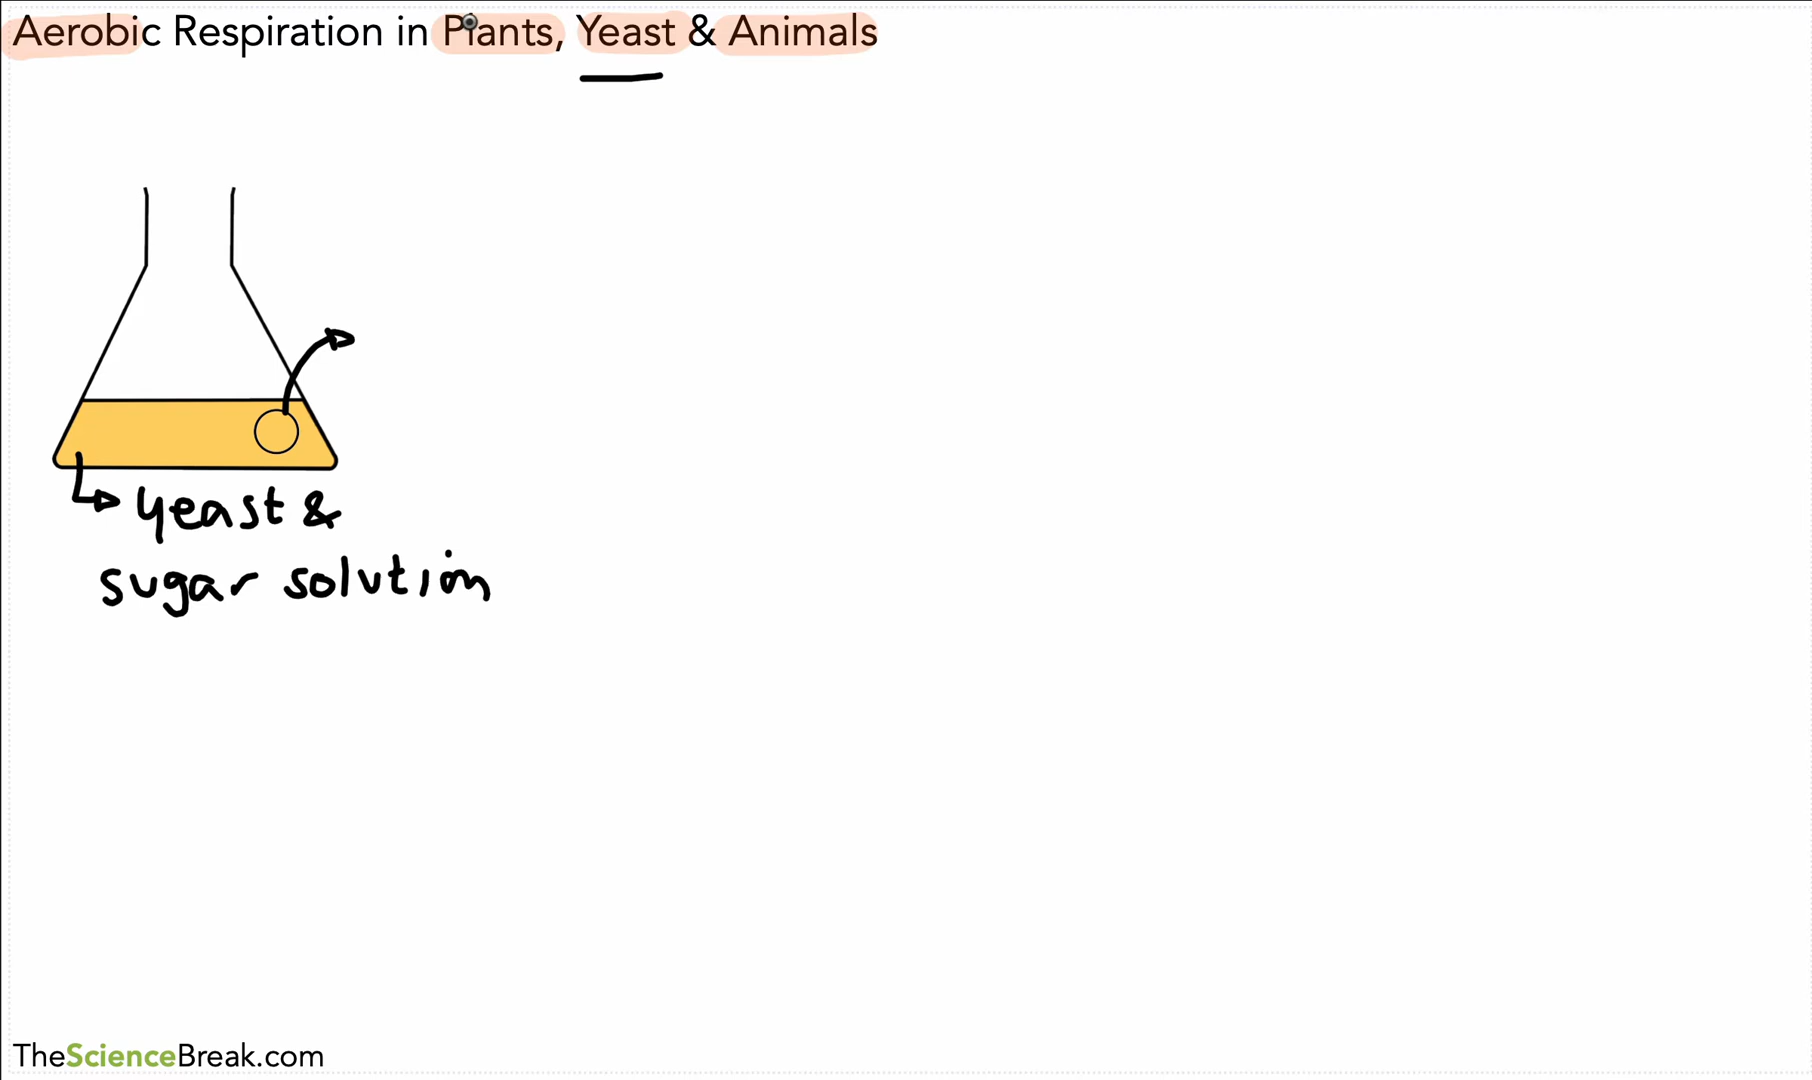 Aerobic Respiration in Plants, Yeast & Animals
yeast &
sugar solution
TheScienceBreak.com